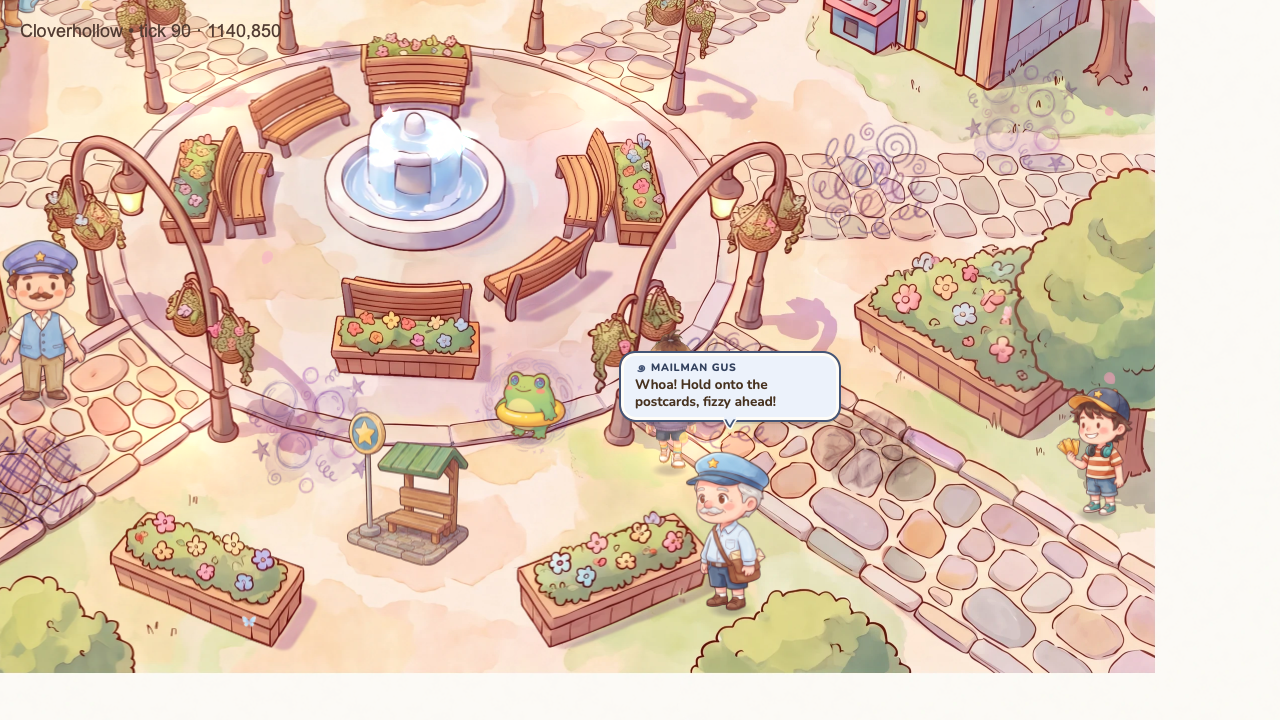 Cloverhollow • tick 90 · 1140,850
MAILMAN GUS
Whoa! Hold onto the
postcards, fizzy ahead!